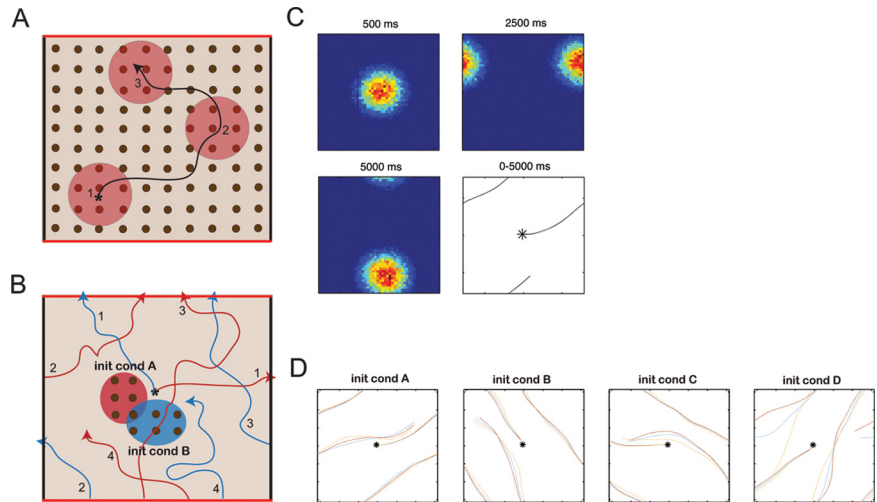 A
1
2
3
*
B
1
2
3
4
init cond A
*
1
2
3
4
init cond B
C
500 ms
2500 ms
5000 ms
0-5000 ms
D
init cond A
init cond B
init cond C
init cond D